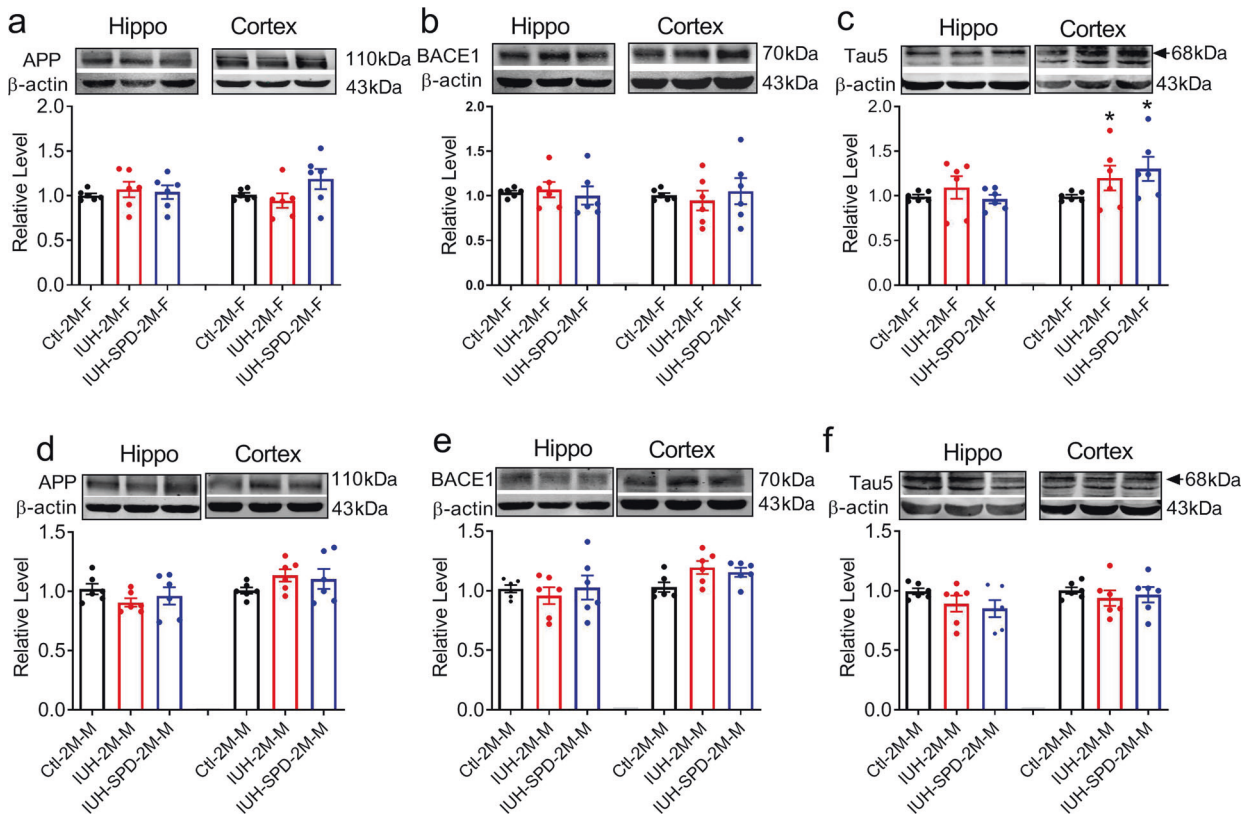 a
Hippo Cortex
APP 110kDa
β-actin 43kDa
Relative Level
2.0
1.5
1.0
0.5
0.0
Ctl-2M-F
IUH-2M-F
IUH-SPD-2M-F
Ctl-2M-F
IUH-2M-F
IUH-SPD-2M-F
b
Hippo Cortex
BACE1 70kDa
β-actin 43kDa
Relative Level
2.0
1.5
1.0
0.5
0.0
Ctl-2M-F
IUH-2M-F
IUH-SPD-2M-F
Ctl-2M-F
IUH-2M-F
IUH-SPD-2M-F
c
Hippo Cortex
Tau5 68kDa
β-actin 43kDa
Relative Level
2.0
1.5
1.0
0.5
0.0
* *
Ctl-2M-F
IUH-2M-F
IUH-SPD-2M-F
Ctl-2M-F
IUH-2M-F
IUH-SPD-2M-F
d
Hippo Cortex
APP 110kDa
β-actin 43kDa
Relative Level
1.5
1.0
0.5
0.0
Ctl-2M-M
IUH-2M-M
IUH-SPD-2M-M
Ctl-2M-M
IUH-2M-M
IUH-SPD-2M-M
e
Hippo Cortex
BACE1 70kDa
β-actin 43kDa
Relative Level
1.5
1.0
0.5
0.0
Ctl-2M-M
IUH-2M-M
IUH-SPD-2M-M
Ctl-2M-M
IUH-2M-M
IUH-SPD-2M-M
f
Hippo Cortex
Tau5 68kDa
β-actin 43kDa
Relative Level
1.5
1.0
0.5
0.0
Ctl-2M-M
IUH-2M-M
IUH-SPD-2M-M
Ctl-2M-M
IUH-2M-M
IUH-SPD-2M-M